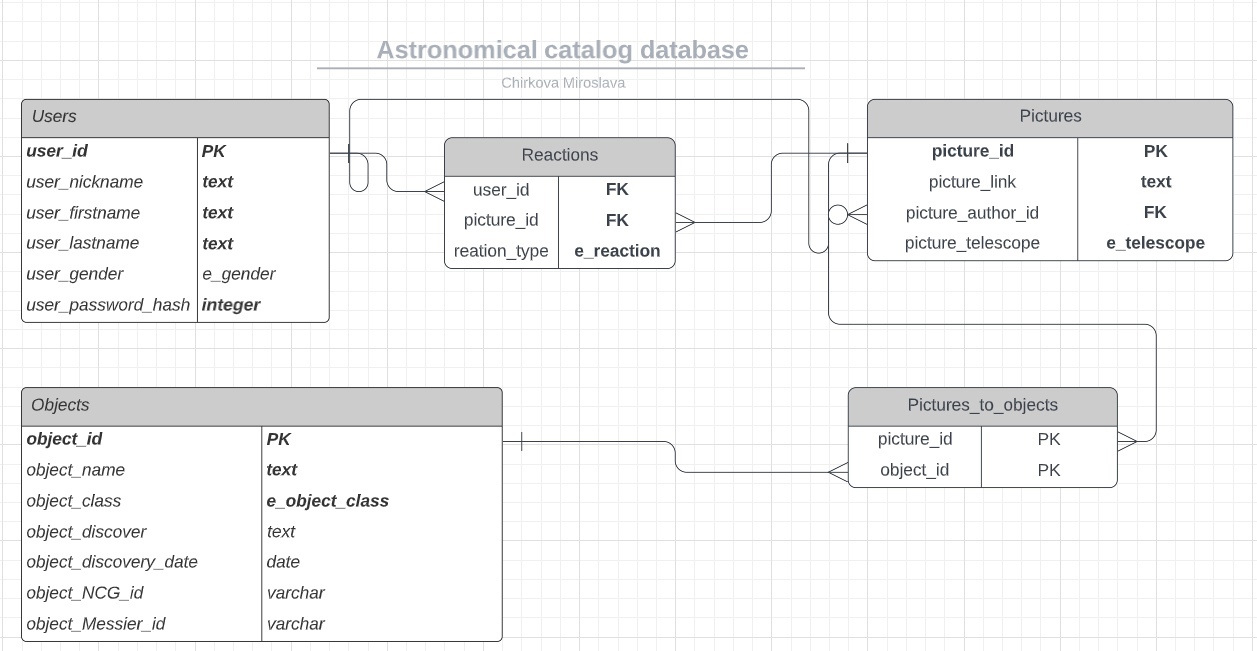 Astronomical catalog database
Chirkova Miroslava
Users
user_id PK
user_nickname text
user_firstname text
user_lastname text
user_gender e_gender
user_password_hash integer
Reactions
user_id FK
picture_id FK
reation_type e_reaction
Pictures
picture_id PK
picture_link text
picture_author_id FK
picture_telescope e_telescope
Objects
object_id PK
object_name text
object_class e_object_class
object_discover text
object_discovery_date date
object_NCG_id varchar
object_Messier_id varchar
Pictures_to_objects
picture_id PK
object_id PK